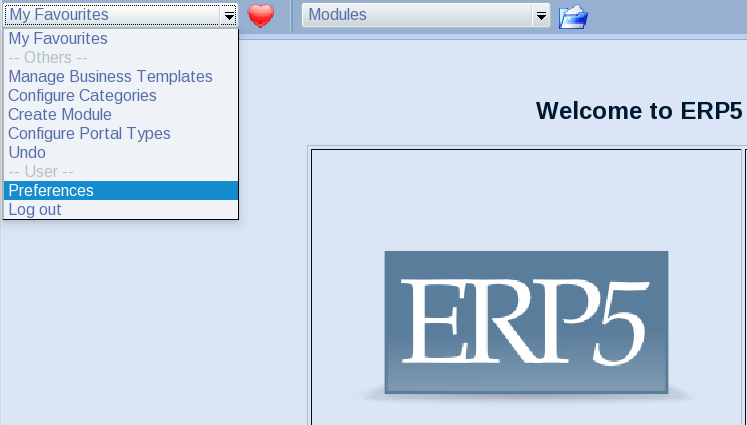 My Favourites
Modules
My Favourites
-- Others --
Manage Business Templates
Configure Categories
Create Module
Configure Portal Types
Undo
-- User --
Preferences
Log out
Welcome to ERP5
ERP5